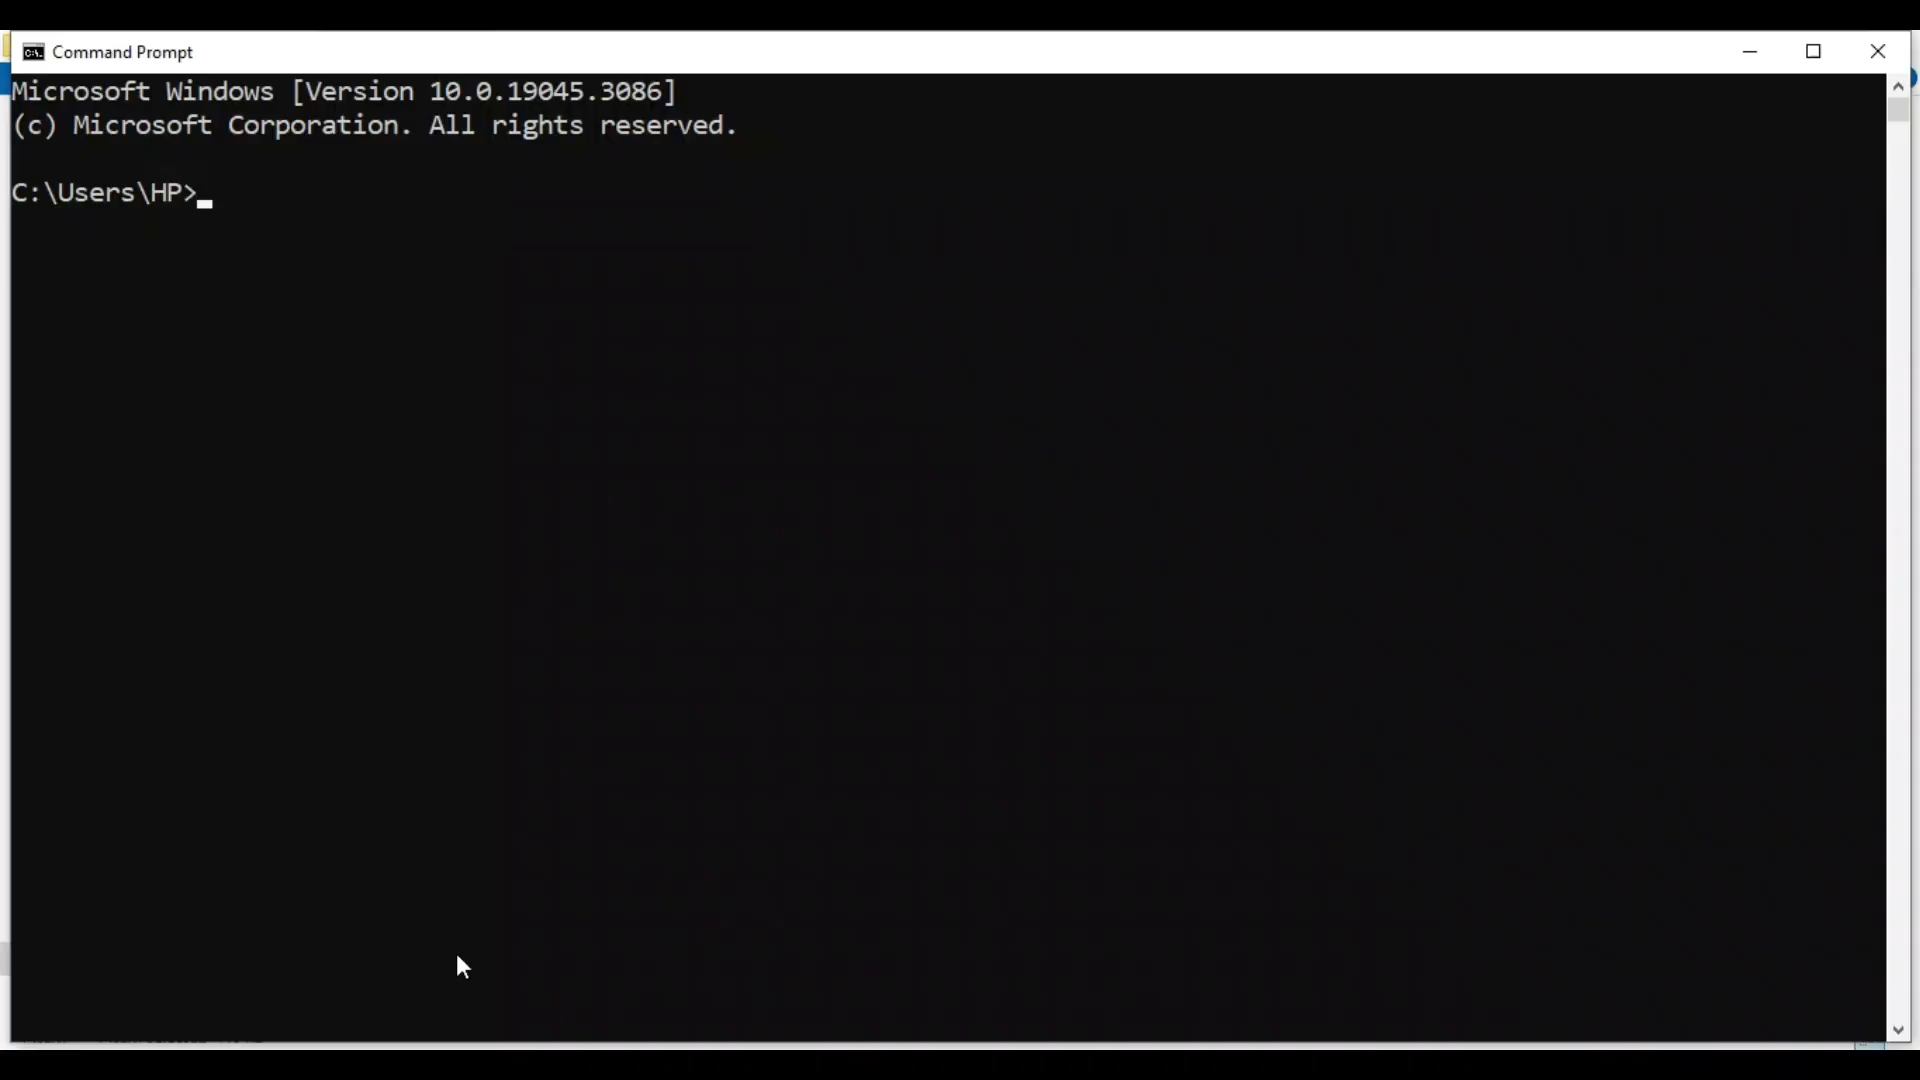 Command Prompt
Microsoft Windows [Version 10.0.19045.3086]
(c) Microsoft Corporation. All rights reserved.
C:\Users\HP>